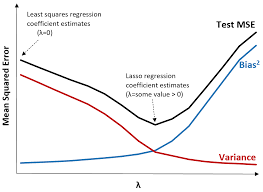 Least squares regression
coefficient estimates
(λ=0)
Test MSE
Bias²
Lasso regression
coefficient estimates
(λ=some value > 0)
Mean Squared Error
Variance
λ